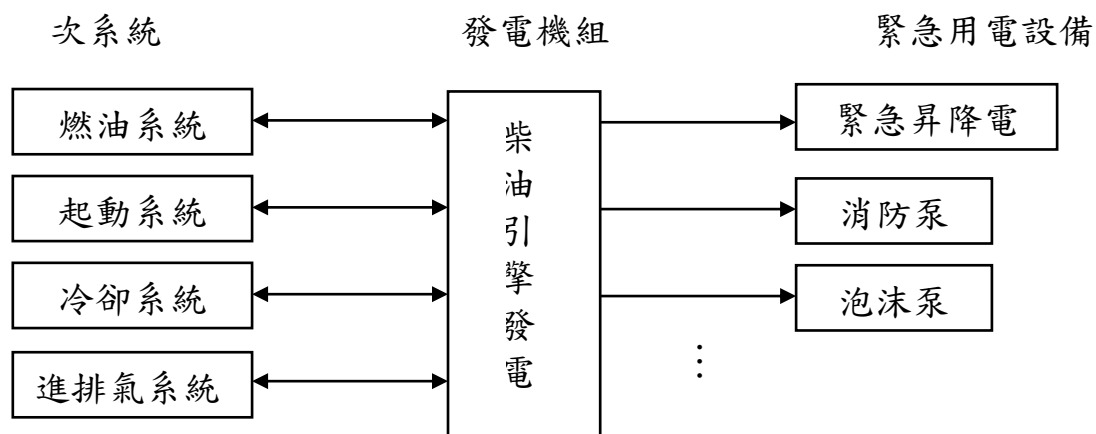 次系統
發電機組
緊急用電設備
燃油系統
起動系統
冷卻系統
進排氣系統
柴油引擎發電
緊急昇降電
消防泵
泡沫泵
⋮